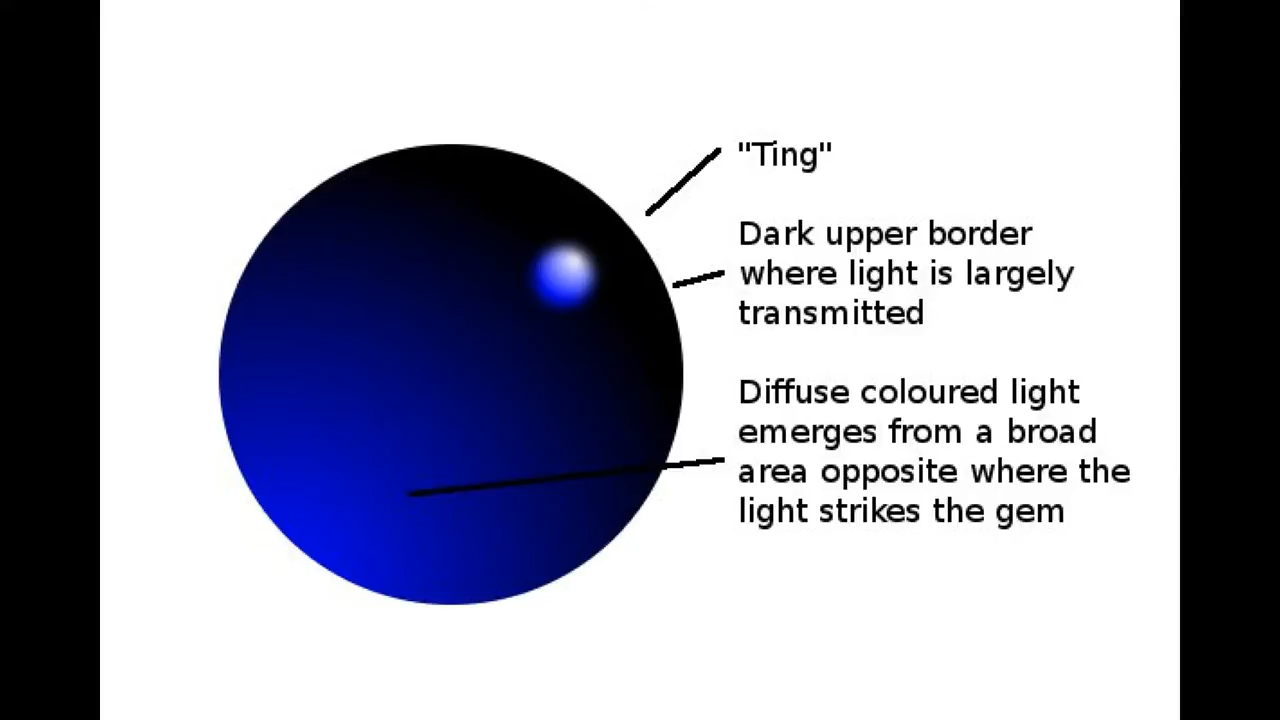 "Ting"
Dark upper border
where light is largely
transmitted
Diffuse coloured light
emerges from a broad
area opposite where the
light strikes the gem